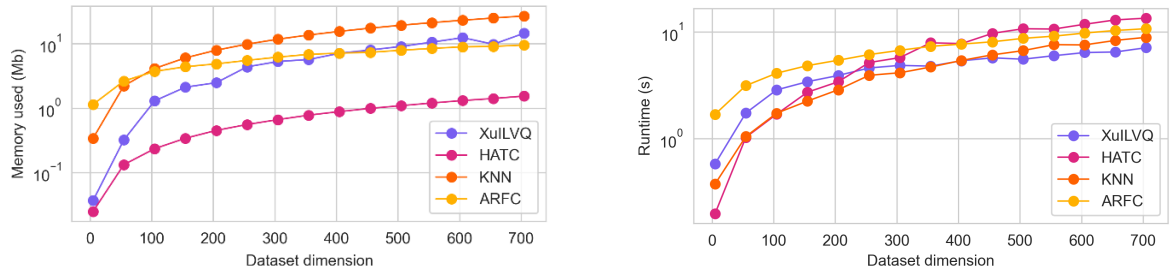 Memory used (Mb)
10^1
10^0
10^-1
0 100 200 300 400 500 600 700
Dataset dimension
XuILVQ
HATC
KNN
ARFC
Runtime (s)
10^1
10^0
0 100 200 300 400 500 600 700
Dataset dimension
XuILVQ
HATC
KNN
ARFC